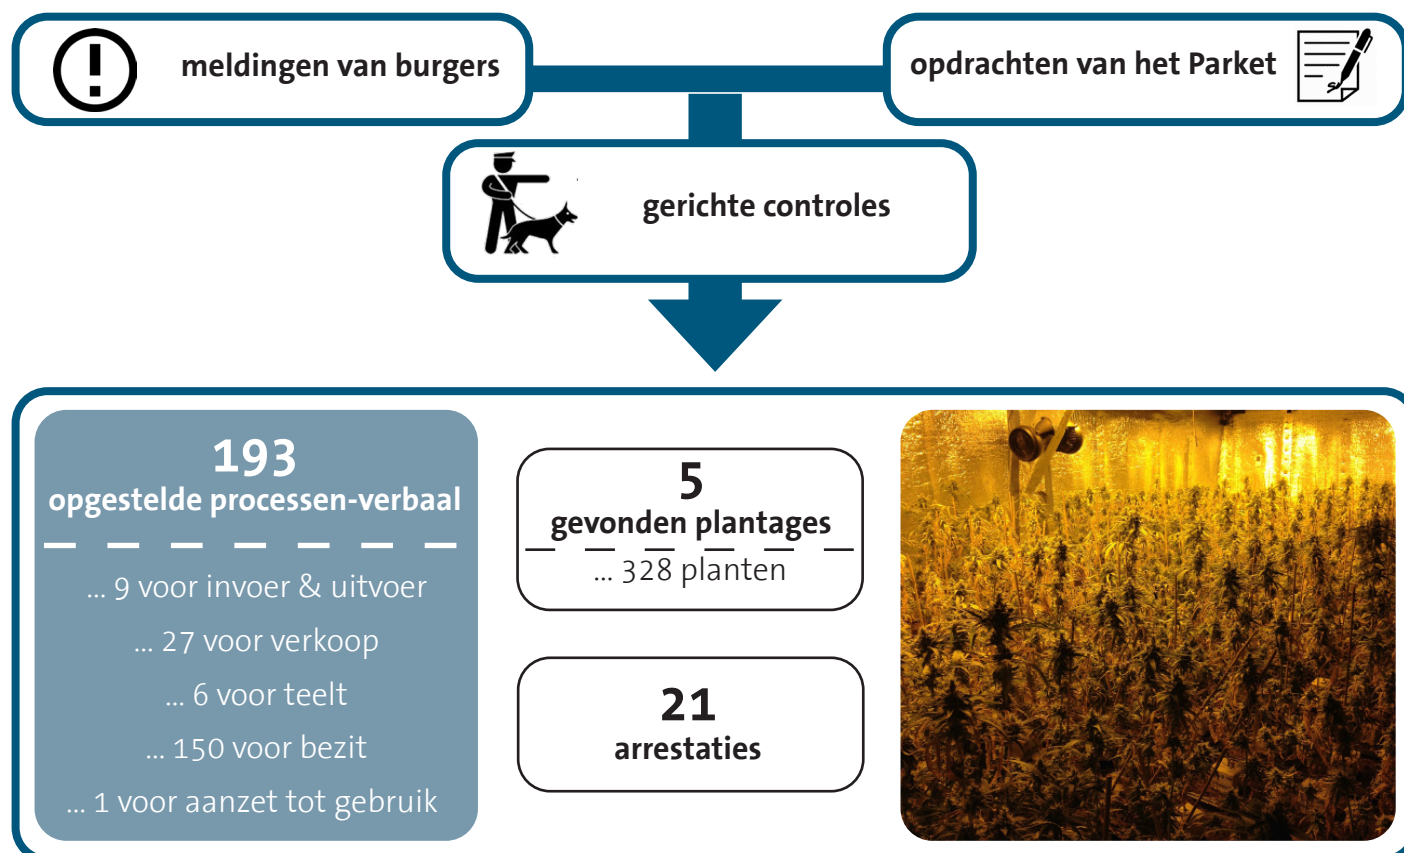 meldingen van burgers
opdrachten van het Parket
gerichte controles
193
opgestelde processen-verbaal
... 9 voor invoer & uitvoer
... 27 voor verkoop
... 6 voor teelt
... 150 voor bezit
... 1 voor aanzet tot gebruik
5
gevonden plantages
... 328 planten
21
arrestaties